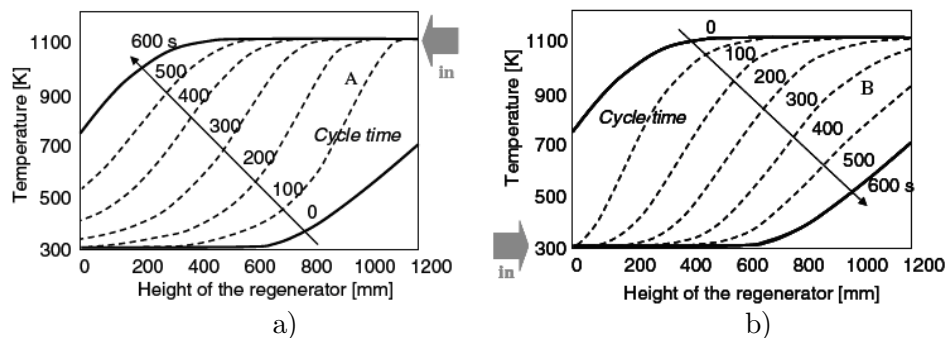 Temperature [K]
1100
900
700
500
300
600 s
500
400
300
200
100
0
A
Cycle time
in
0 200 400 600 800 1000 1200
Height of the regenerator [mm]
a)
Temperature [K]
1100
900
700
500
300
0
100
200
300
400
500
600 s
B
Cycle time
in
0 200 400 600 800 1000 1200
Height of the regenerator [mm]
b)